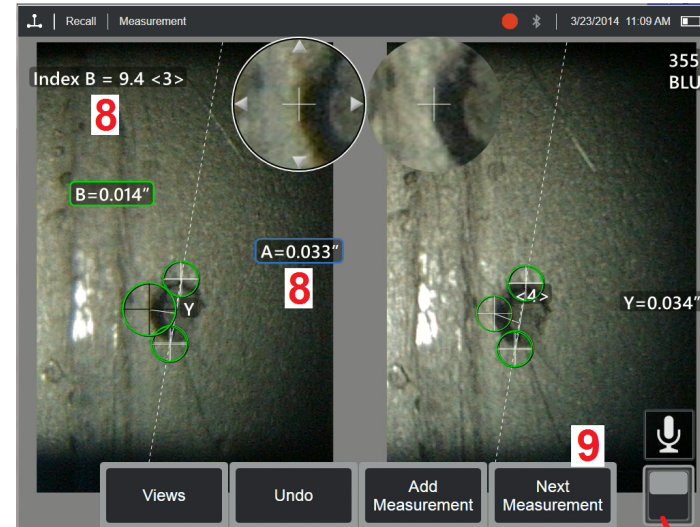 Recall
Measurement
3/23/2014 11:09 AM
Index B = 9.4 <3>
8
355
BLU
B=0.014"
A=0.033"
8
Y
<4>
Y=0.034"
9
Views
Undo
Add
Measurement
Next
Measurement